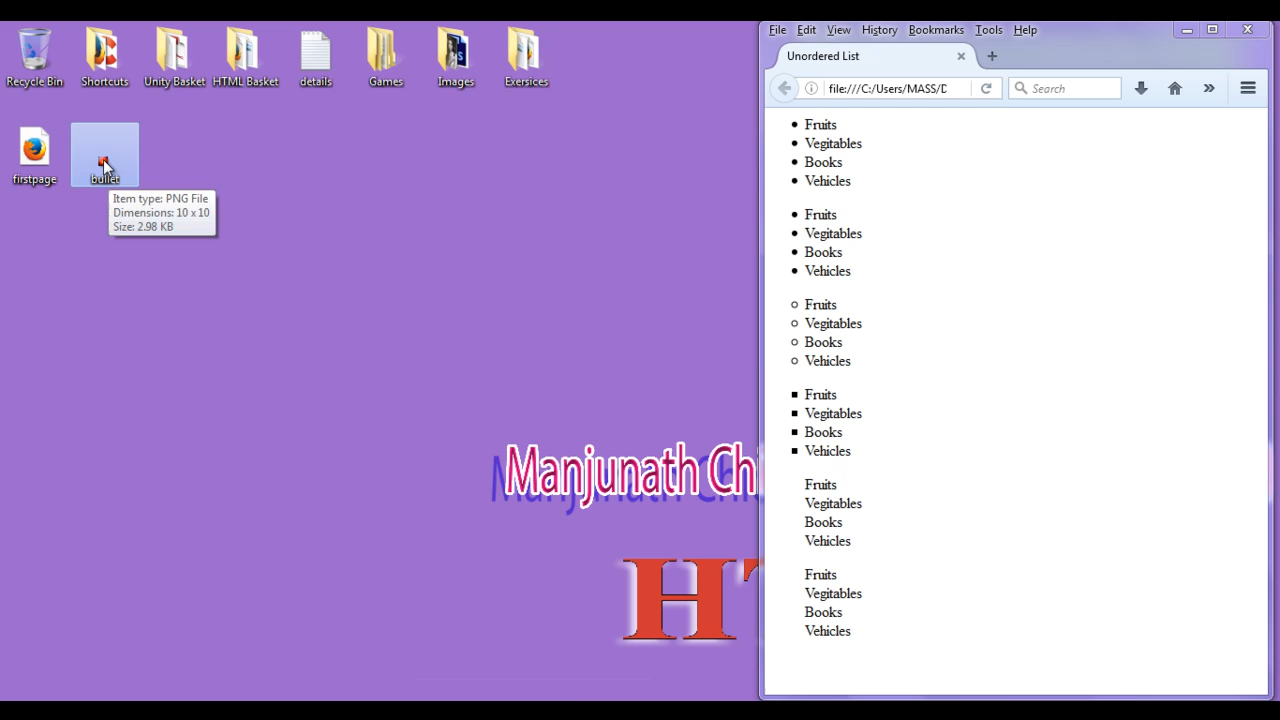 Recycle Bin
Shortcuts
Unity Basket
HTML Basket
details
Games
Images
Exersices
firstpage
bullet
Item type: PNG File
Dimensions: 10 x 10
Size: 2.98 KB
Manjunath Ch
HT
File Edit View History Bookmarks Tools Help
Unordered List
file:///C:/Users/MASS/D
Search
Fruits
Vegitables
Books
Vehicles
Fruits
Vegitables
Books
Vehicles
Fruits
Vegitables
Books
Vehicles
Fruits
Vegitables
Books
Vehicles
Fruits
Vegitables
Books
Vehicles
Fruits
Vegitables
Books
Vehicles